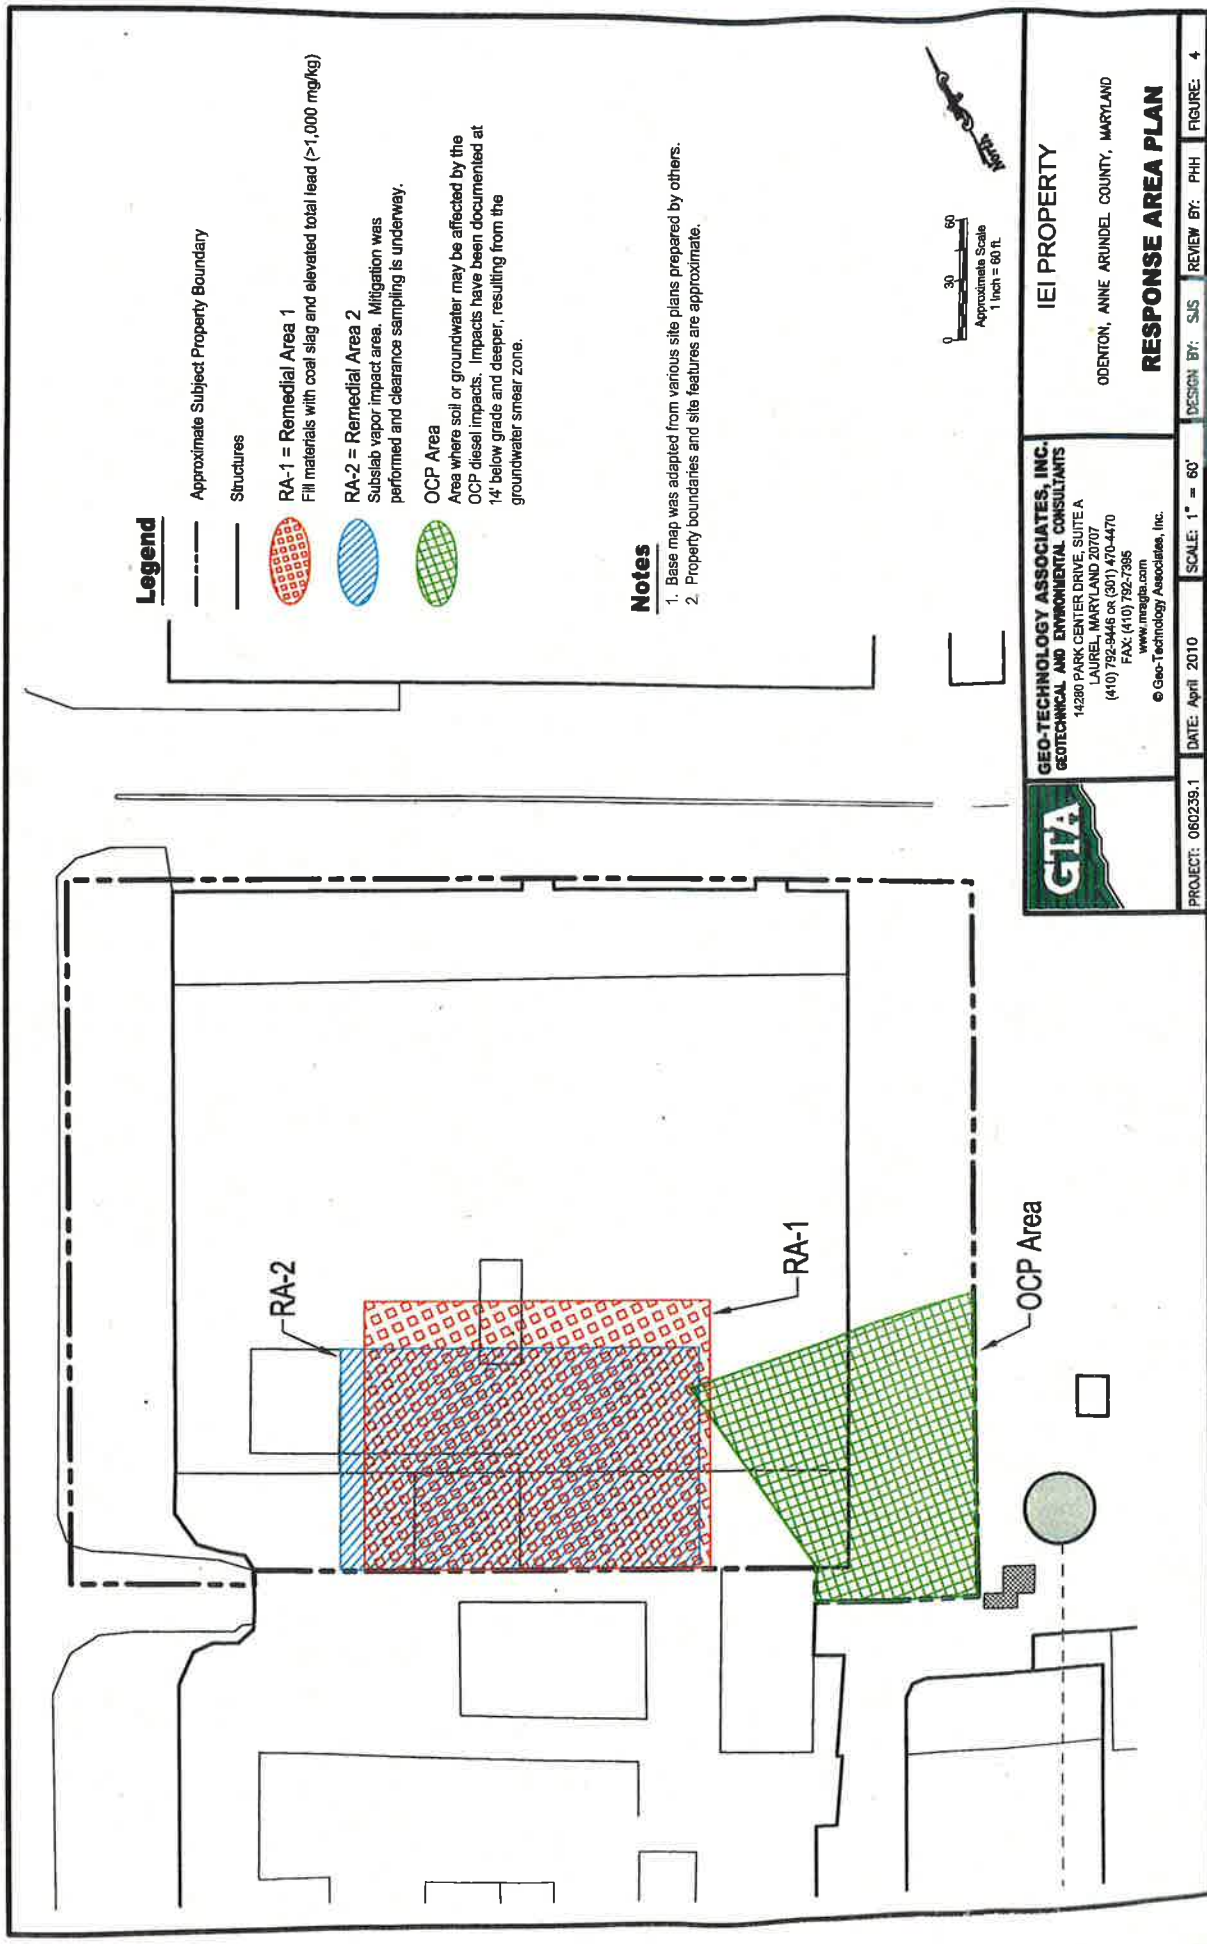 Legend
Approximate Subject Property Boundary
Structures
RA-1 = Remedial Area 1
Fill materials with coal slag and elevated total lead (>1,000 mg/kg)
RA-2 = Remedial Area 2
Subslab vapor impact area. Mitigation was
performed and clearance sampling is underway.
OCP Area
Area where soil or groundwater may be affected by the
OCP diesel impacts. Impacts have been documented at
14' below grade and deeper, resulting from the
groundwater smear zone.
Notes
1. Base map was adapted from various site plans prepared by others.
2. Property boundaries and site features are approximate.
RA-2
RA-1
OCP Area
North
0 30 60
Approximate Scale
1 inch = 60 ft.
GTA
GEO-TECHNOLOGY ASSOCIATES, INC.
GEOTECHNICAL AND ENVIRONMENTAL CONSULTANTS
14280 PARK CENTER DRIVE, SUITE A
LAUREL, MARYLAND 20707
(410) 792-9446 OR (301) 470-4470
FAX: (410) 792-7395
www.mragta.com
© Geo-Technology Associates, Inc.
IEI PROPERTY
ODENTON, ANNE ARUNDEL COUNTY, MARYLAND
RESPONSE AREA PLAN
PROJECT: 060239.1 DATE: April 2010 SCALE: 1" = 60' DESIGN BY: SJS REVIEW BY: PHH FIGURE: 4